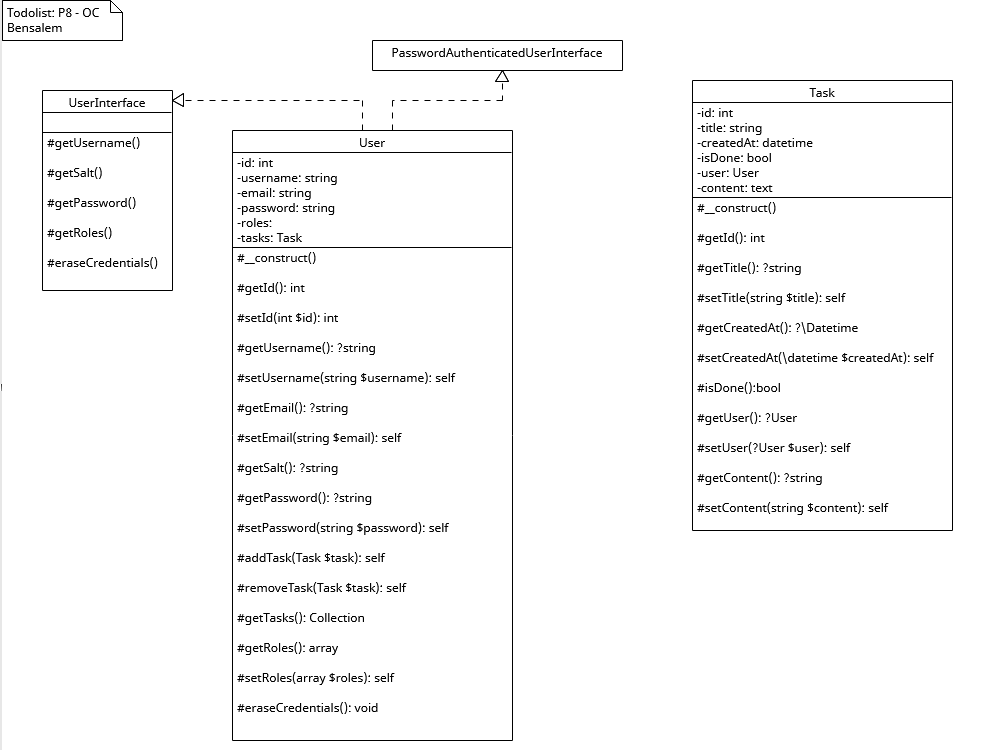 Todolist: P8 - OC
Bensalem
PasswordAuthenticatedUserInterface
UserInterface
#getUsername()
#getSalt()
#getPassword()
#getRoles()
#eraseCredentials()
User
-id: int
-username: string
-email: string
-password: string
-roles:
-tasks: Task
#__construct()
#getId(): int
#setId(int $id): int
#getUsername(): ?string
#setUsername(string $username): self
#getEmail(): ?string
#setEmail(string $email): self
#getSalt(): ?string
#getPassword(): ?string
#setPassword(string $password): self
#addTask(Task $task): self
#removeTask(Task $task): self
#getTasks(): Collection
#getRoles(): array
#setRoles(array $roles): self
#eraseCredentials(): void
Task
-id: int
-title: string
-createdAt: datetime
-isDone: bool
-user: User
-content: text
#__construct()
#getId(): int
#getTitle(): ?string
#setTitle(string $title): self
#getCreatedAt(): ?\Datetime
#setCreatedAt(\datetime $createdAt): self
#isDone():bool
#getUser(): ?User
#setUser(?User $user): self
#getContent(): ?string
#setContent(string $content): self